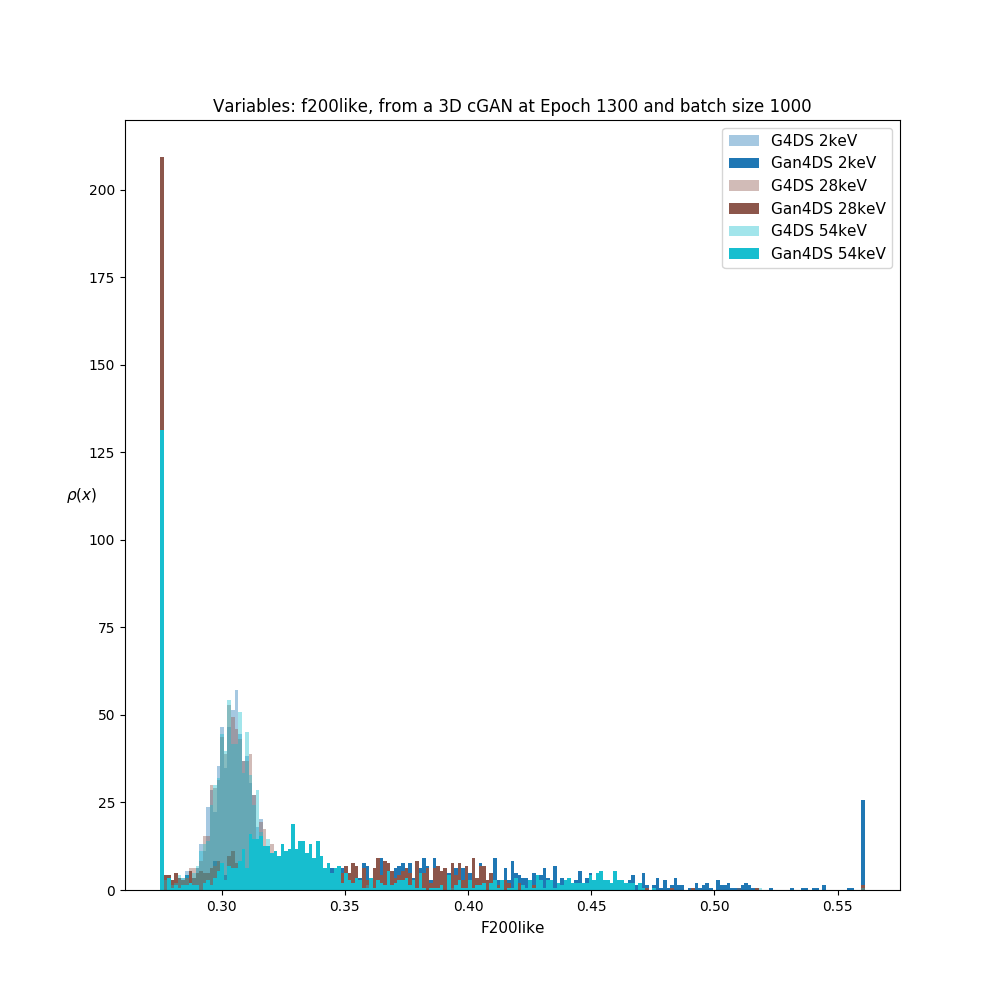 Variables: f200like, from a 3D cGAN at Epoch 1300 and batch size 1000
G4DS 2keV
Gan4DS 2keV
G4DS 28keV
Gan4DS 28keV
G4DS 54keV
Gan4DS 54keV
200
175
150
125
ρ(x)
100
75
50
25
0
0.30 0.35 0.40 0.45 0.50 0.55
F200like